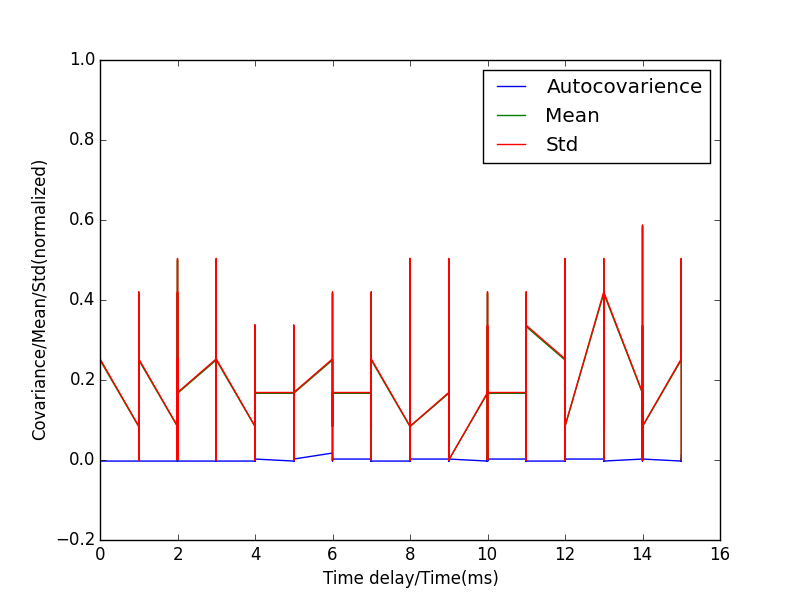 1.0
0.8
0.6
0.4
0.2
0.0
−0.2
0 2 4 6 8 10 12 14 16
Time delay/Time(ms)
Covariance/Mean/Std(normalized)
Autocovarience
Mean
Std